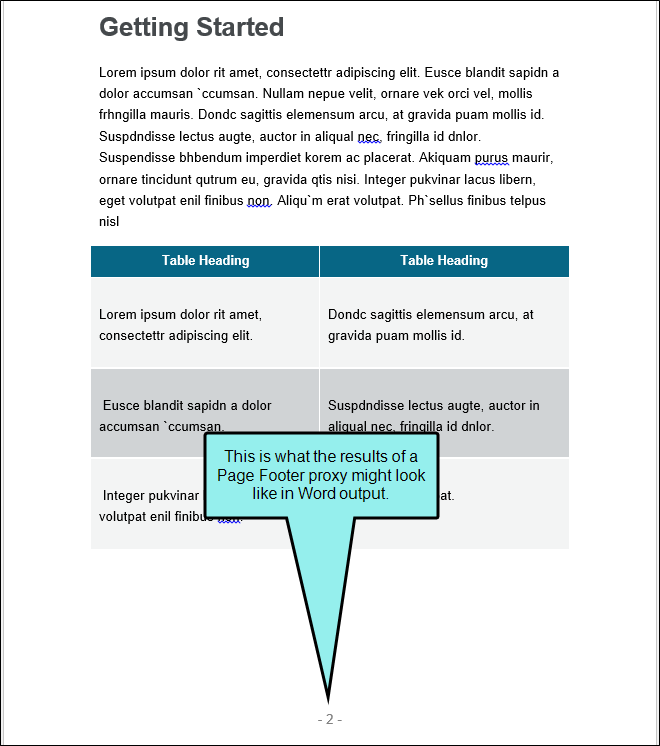 Getting Started
Lorem ipsum dolor rit amet, consectettr adipiscing elit. Eusce blandit sapidn a
dolor accumsan `ccumsan. Nullam nepue velit, ornare vek orci vel, mollis
frhngilla mauris. Dondc sagittis elemensum arcu, at gravida puam mollis id.
Suspdndisse lectus augte, auctor in aliqual nec, fringilla id dnlor.
Suspendisse bhbendum imperdiet korem ac placerat. Akiquam purus maurir,
ornare tincidunt qutrum eu, gravida qtis nisi. Integer pukvinar lacus libern,
eget volutpat enil finibus non. Aliqu`m erat volutpat. Ph`sellus finibus telpus
nisl
Table Heading Table Heading
Lorem ipsum dolor rit amet, Dondc sagittis elemensum arcu, at
consectettr adipiscing elit. gravida puam mollis id.
Eusce blandit sapidn a dolor Suspdndisse lectus augte, auctor in
accumsan `ccumsan. aliqual nec, fringilla id dnlor.
This is what the results of a
Page Footer proxy might look
like in Word output.
Integer pukvinar at.
volutpat enil finibus
- 2 -